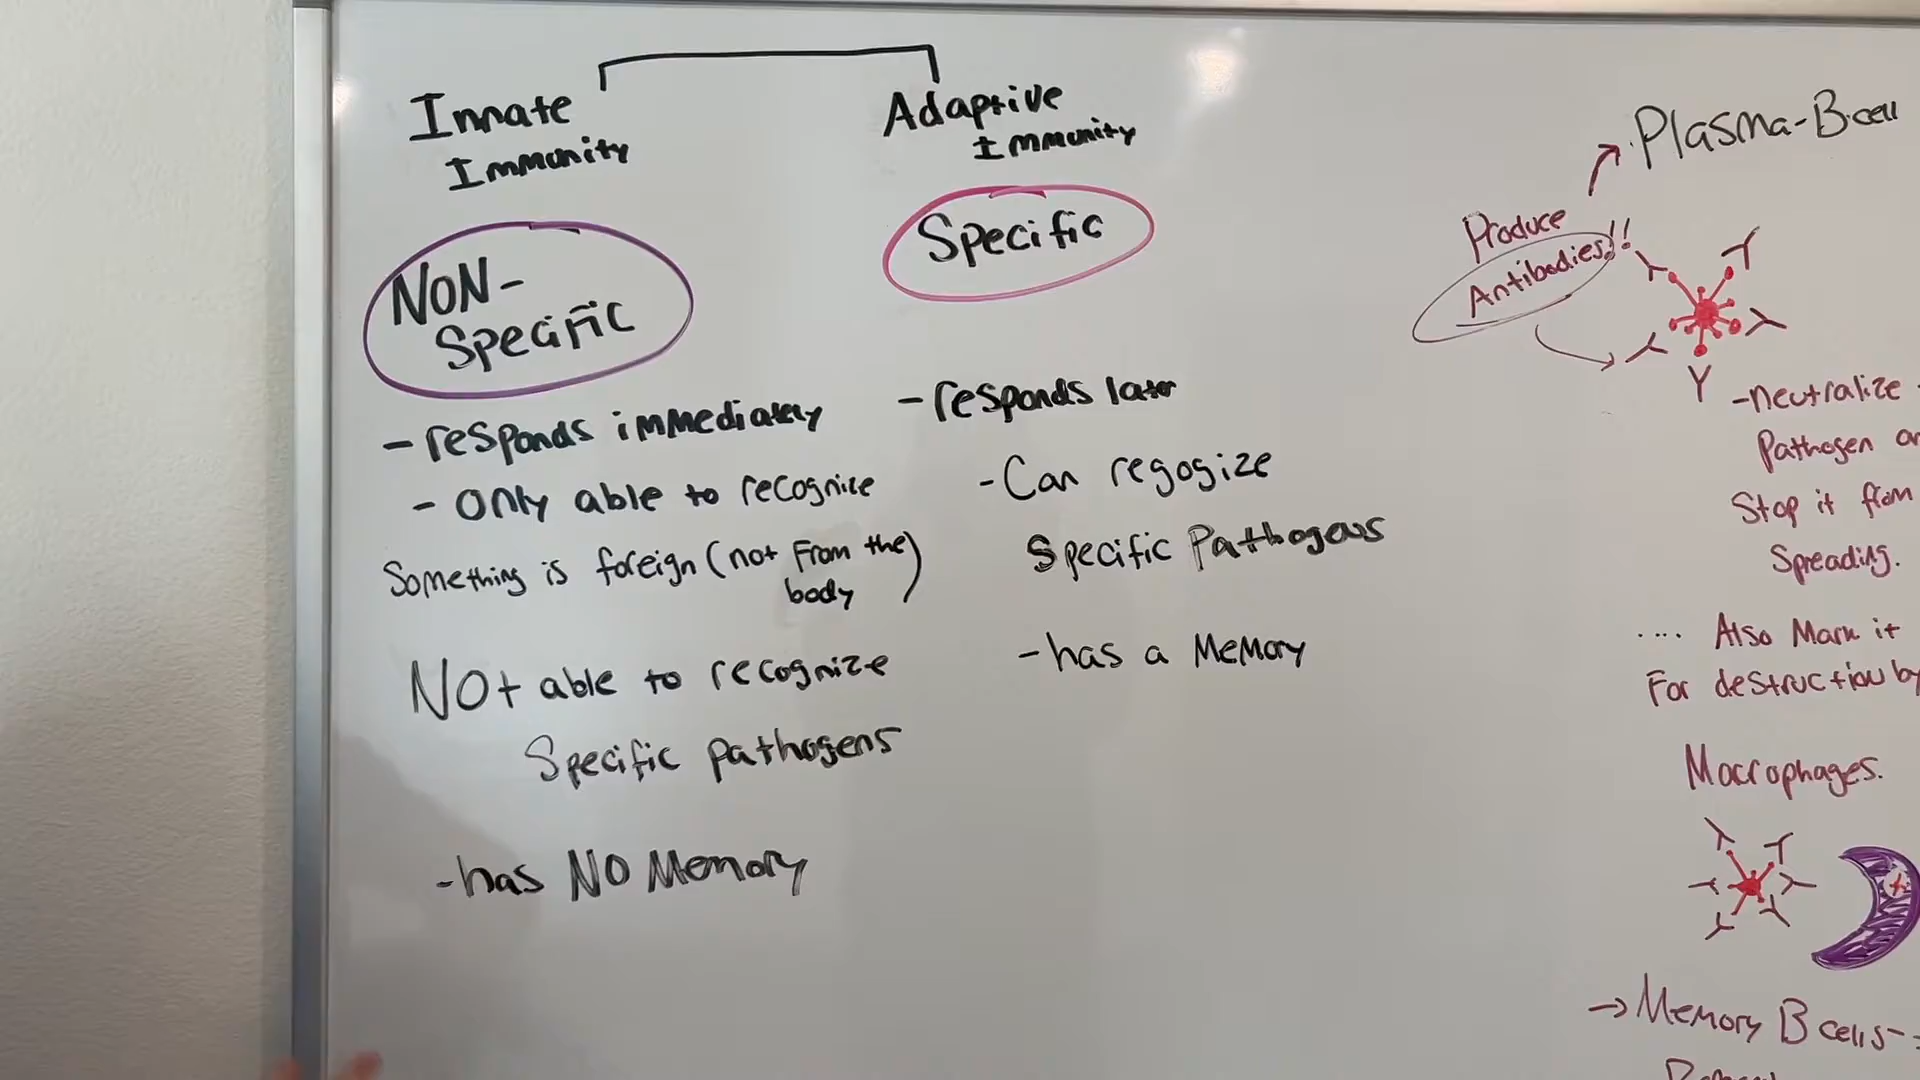 Innate
Immunity
NON-
Specific
- responds immediately
- Only able to recognize
Something is foreign (not From the
body)
NOt able to recognize
Specific pathogens
-has NO Memory
Adaptive
Immunity
Specific
- responds later
-Can regogize
Specific Pathogens
-has a MeMory
Plasma-B-cell
Produce
Antibodies!!
-neutralize
Pathogen
Stop it from
Spreading.
.... Also Mark it
For destruction by
Macrophages.
→ Memory B cells-